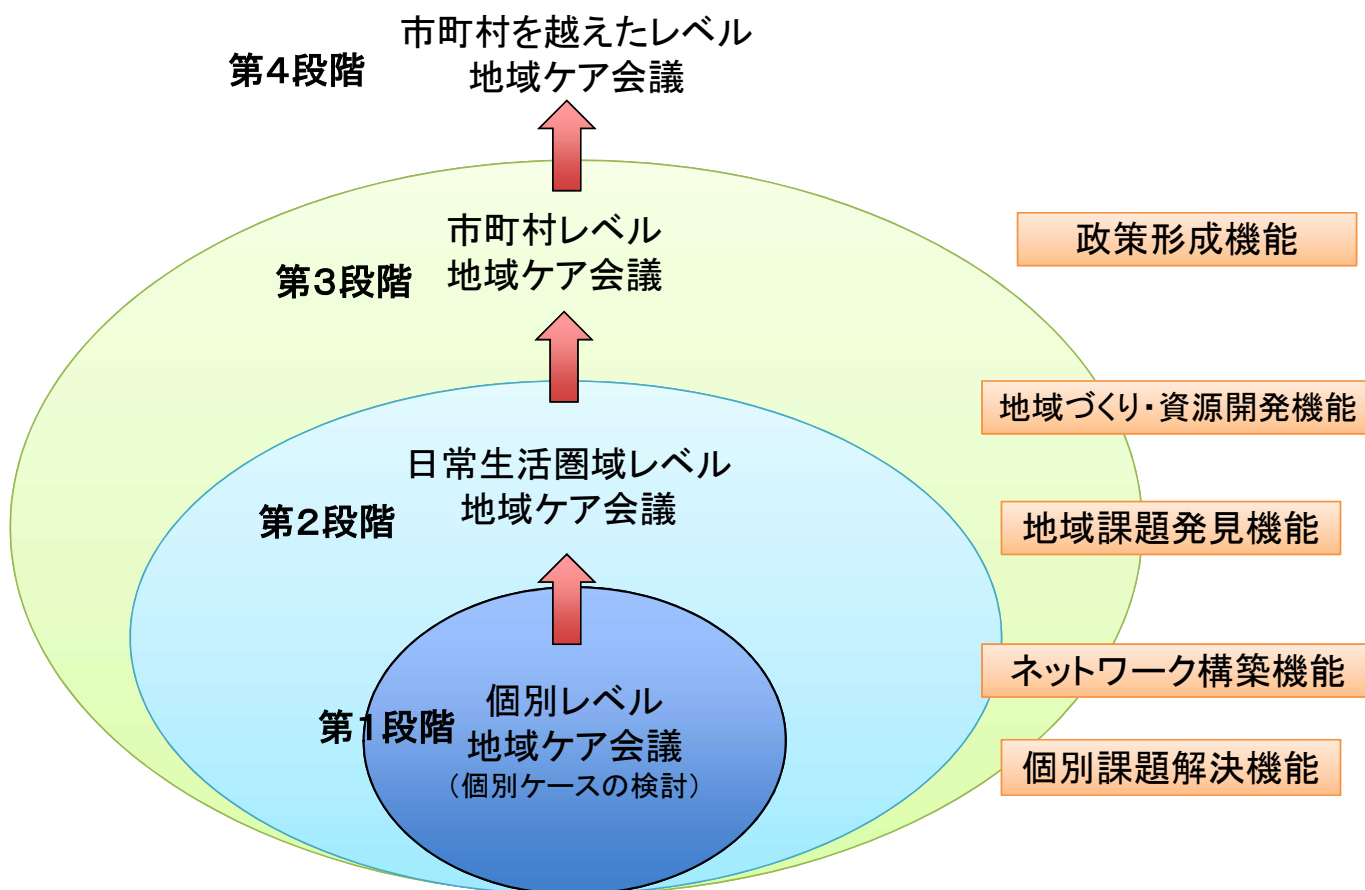 市町村を越えたレベル
地域ケア会議
第４段階
市町村レベル
地域ケア会議
第３段階
日常生活圏域レベル
地域ケア会議
第２段階
個別レベル
地域ケア会議
（個別ケースの検討）
第１段階
政策形成機能
地域づくり・資源開発機能
地域課題発見機能
ネットワーク構築機能
個別課題解決機能